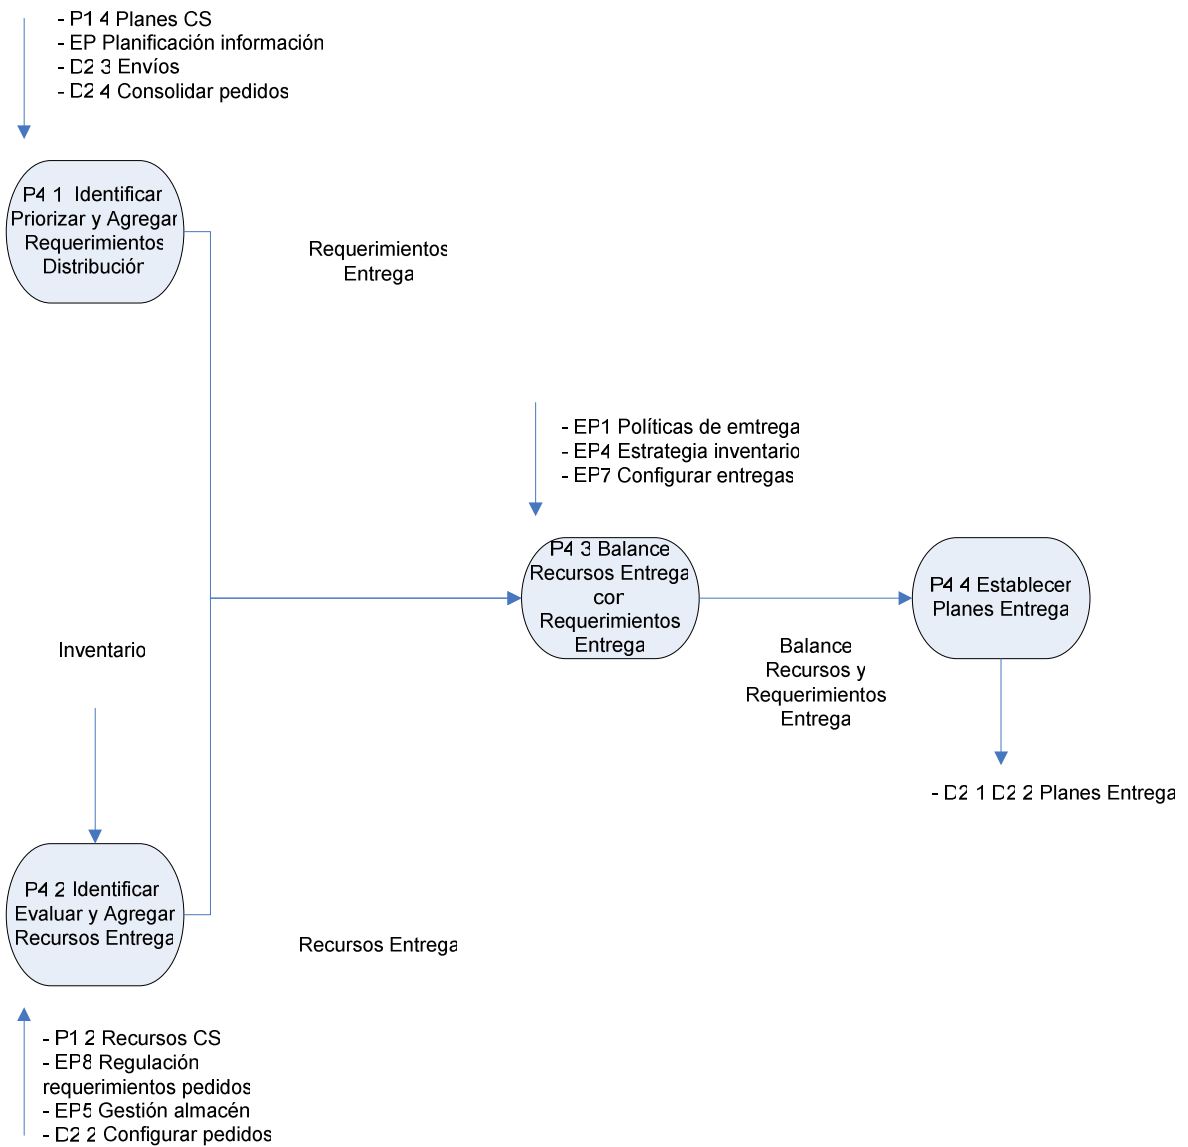 - P1 4 Planes CS
- EP Planificación información
- D2 3 Envíos
- D2 4 Consolidar pedidos
P4 1 Identificar
Priorizar y Agregar
Requerimientos
Distribución
Requerimientos
Entrega
- EP1 Políticas de emtrega
- EP4 Estrategia inventario
- EP7 Configurar entregas
P4 3 Balance
Recursos Entrega
con
Requerimientos
Entrega
P4 4 Establecer
Planes Entrega
Inventario
Balance
Recursos y
Requerimientos
Entrega
- D2 1 D2 2 Planes Entrega
P4 2 Identificar
Evaluar y Agregar
Recursos Entrega
Recursos Entrega
- P1 2 Recursos CS
- EP8 Regulación
requerimientos pedidos
- EP5 Gestión almacén
- D2 2 Configurar pedidos